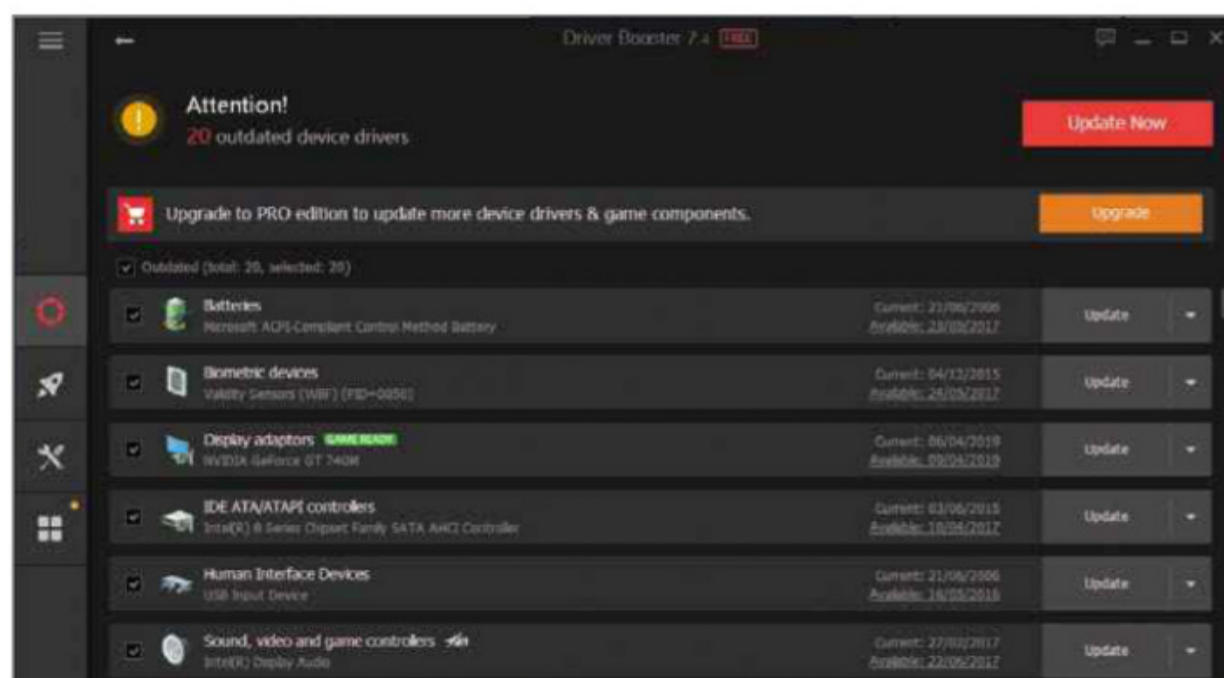 Driver Booster 7.4 FREE
Attention!
20 outdated device drivers
Update Now
Upgrade to PRO edition to update more device drivers & game components.
Upgrade
Outdated (total: 20, selected: 20)
Batteries
Microsoft ACPI-Compliant Control Method Battery
Current: 21/06/2006
Available: 23/03/2017
Update
Biometric devices
Validity Sensors (WBF) (PID=0050)
Current: 04/12/2015
Available: 24/05/2017
Update
Display adaptors GAME READY
NVIDIA GeForce GT 740M
Current: 06/04/2019
Available: 09/04/2019
Update
IDE ATA/ATAPI controllers
Intel(R) 8 Series Chipset Family SATA AHCI Controller
Current: 03/06/2015
Available: 10/04/2017
Update
Human Interface Devices
USB Input Device
Current: 21/06/2006
Available: 16/05/2016
Update
Sound, video and game controllers
Intel(R) Display Audio
Current: 27/02/2017
Available: 22/06/2017
Update